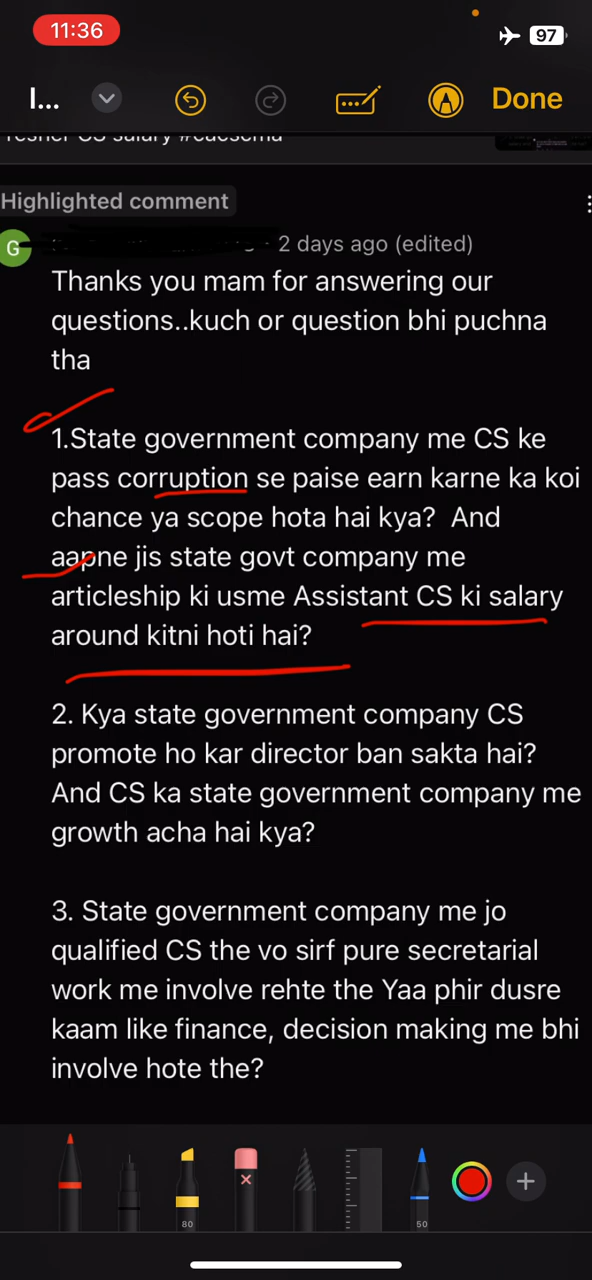 11:36
97
I...
Done
Highlighted comment
G
2 days ago (edited)
Thanks you mam for answering our
questions..kuch or question bhi puchna
tha
1.State government company me CS ke
pass corruption se paise earn karne ka koi
chance ya scope hota hai kya? And
aapne jis state govt company me
articleship ki usme Assistant CS ki salary
around kitni hoti hai?
2. Kya state government company CS
promote ho kar director ban sakta hai?
And CS ka state government company me
growth acha hai kya?
3. State government company me jo
qualified CS the vo sirf pure secretarial
work me involve rehte the Yaa phir dusre
kaam like finance, decision making me bhi
involve hote the?
80
50